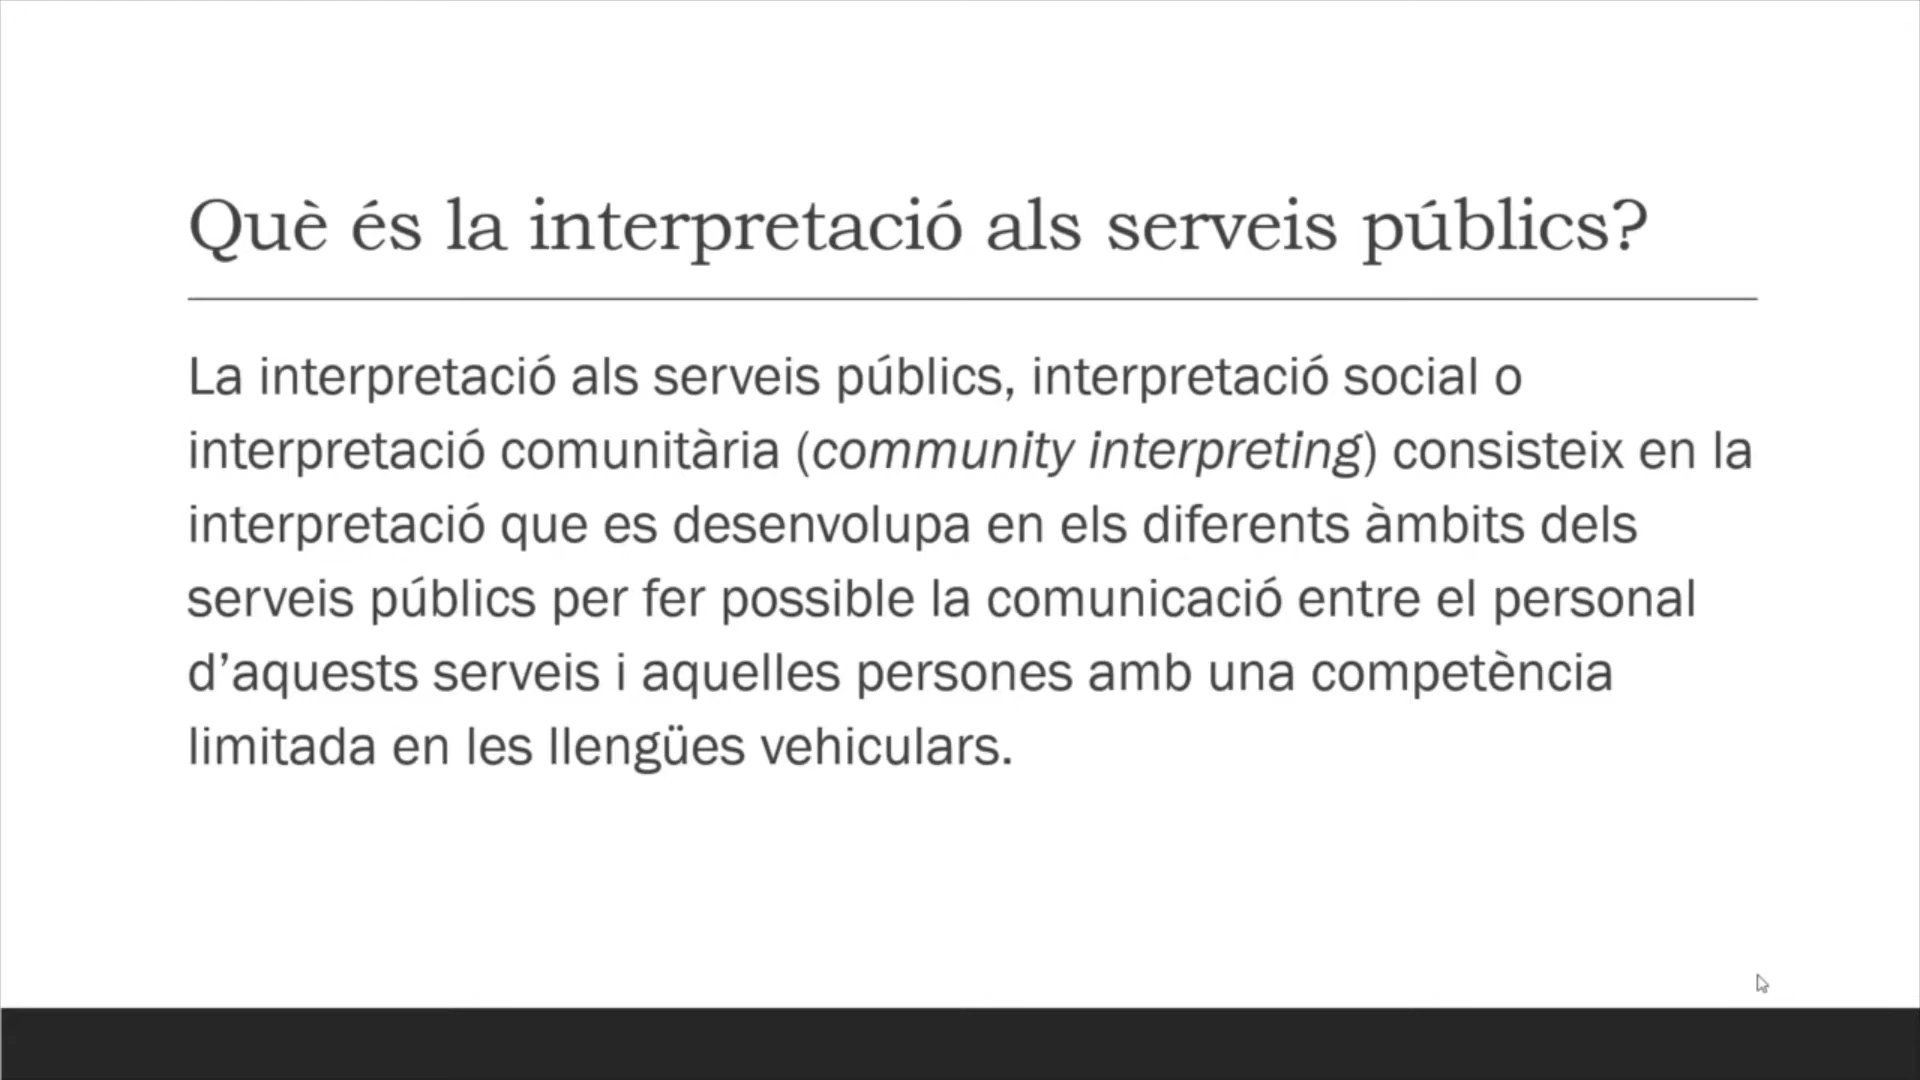 Què és la interpretació als serveis públics?
La interpretació als serveis públics, interpretació social o
interpretació comunitària (community interpreting) consisteix en la
interpretació que es desenvolupa en els diferents àmbits dels
serveis públics per fer possible la comunicació entre el personal
d’aquests serveis i aquelles persones amb una competència
limitada en les llengües vehiculars.